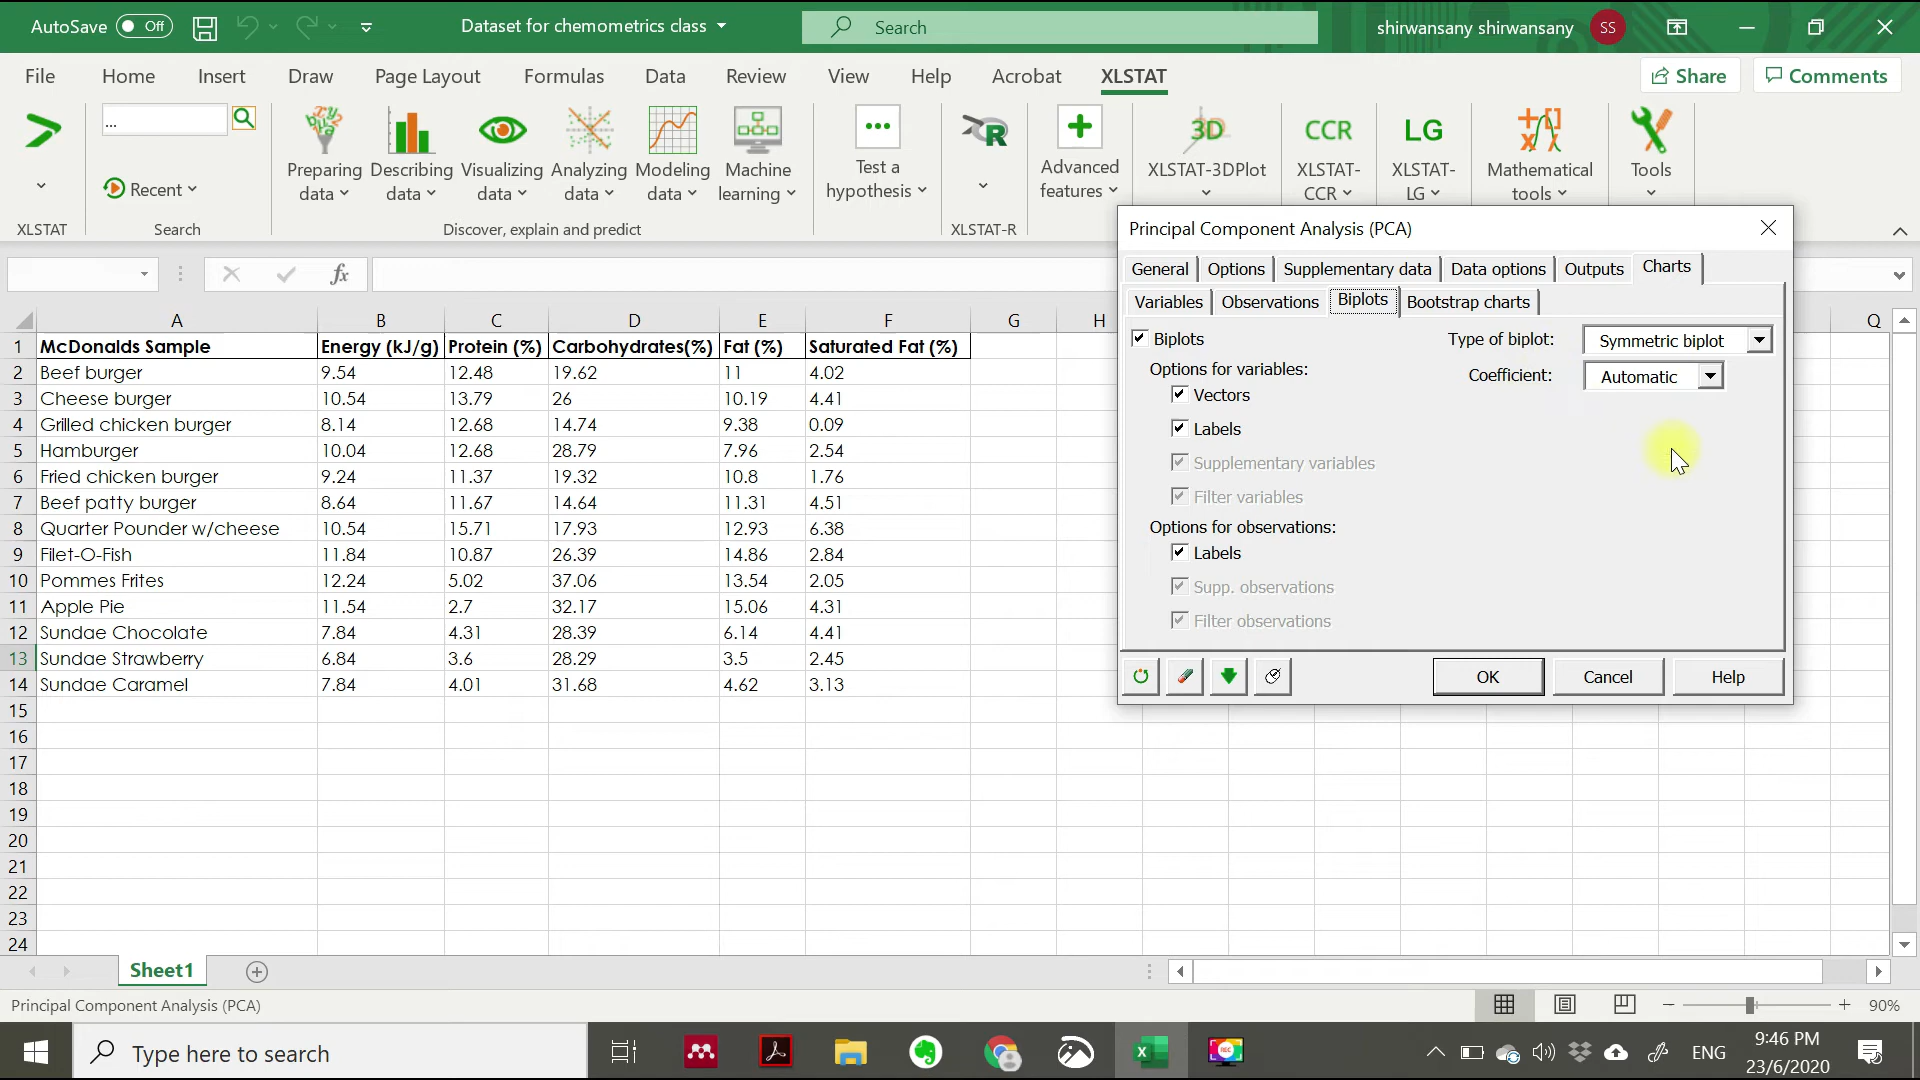 AutoSave Off Dataset for chemometrics class Search shirwansany shirwansany SS
File Home Insert Draw Page Layout Formulas Data Review View Help Acrobat XLSTAT Share Comments
... Recent
Preparing data Describing data Visualizing data Analyzing data Modeling data Machine learning Test a hypothesis Advanced features XLSTAT-3DPlot XLSTAT-CCR XLSTAT-LG Mathematical tools Tools
3D CCR LG
XLSTAT Search Discover, explain and predict XLSTAT-R
fx
A B C D E F G H Q
1 McDonalds Sample Energy (kJ/g) Protein (%) Carbohydrates(%) Fat (%) Saturated Fat (%)
2 Beef burger 9.54 12.48 19.62 11 4.02
3 Cheese burger 10.54 13.79 26 10.19 4.41
4 Grilled chicken burger 8.14 12.68 14.74 9.38 0.09
5 Hamburger 10.04 12.68 28.79 7.96 2.54
6 Fried chicken burger 9.24 11.37 19.32 10.8 1.76
7 Beef patty burger 8.64 11.67 14.64 11.31 4.51
8 Quarter Pounder w/cheese 10.54 15.71 17.93 12.93 6.38
9 Filet-O-Fish 11.84 10.87 26.39 14.86 2.84
10 Pommes Frites 12.24 5.02 37.06 13.54 2.05
11 Apple Pie 11.54 2.7 32.17 15.06 4.31
12 Sundae Chocolate 7.84 4.31 28.39 6.14 4.41
13 Sundae Strawberry 6.84 3.6 28.29 3.5 2.45
14 Sundae Caramel 7.84 4.01 31.68 4.62 3.13
15
16
17
18
19
20
21
22
23
24
Principal Component Analysis (PCA)
General Options Supplementary data Data options Outputs Charts
Variables Observations Biplots Bootstrap charts
Biplots Type of biplot: Symmetric biplot
Options for variables: Coefficient: Automatic
Vectors
Labels
Supplementary variables
Filter variables
Options for observations:
Labels
Supp. observations
Filter observations
OK Cancel Help
Sheet1
Principal Component Analysis (PCA) 90%
Type here to search REC ENG 9:46 PM
23/6/2020